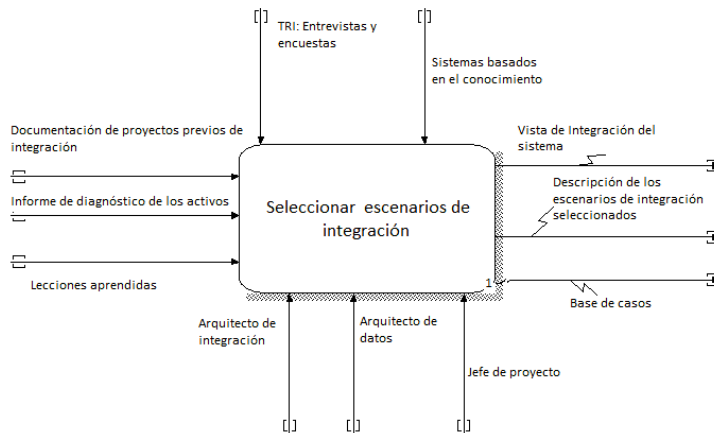 TRI: Entrevistas y
encuestas
Sistemas basados
en el conocimiento
Documentación de proyectos previos de
integración
Informe de diagnóstico de los activos
Lecciones aprendidas
Seleccionar escenarios de
integración
1
Vista de Integración del
sistema
Descripción de los
escenarios de integración
seleccionados
Base de casos
Arquitecto de
integración
Arquitecto de
datos
Jefe de proyecto